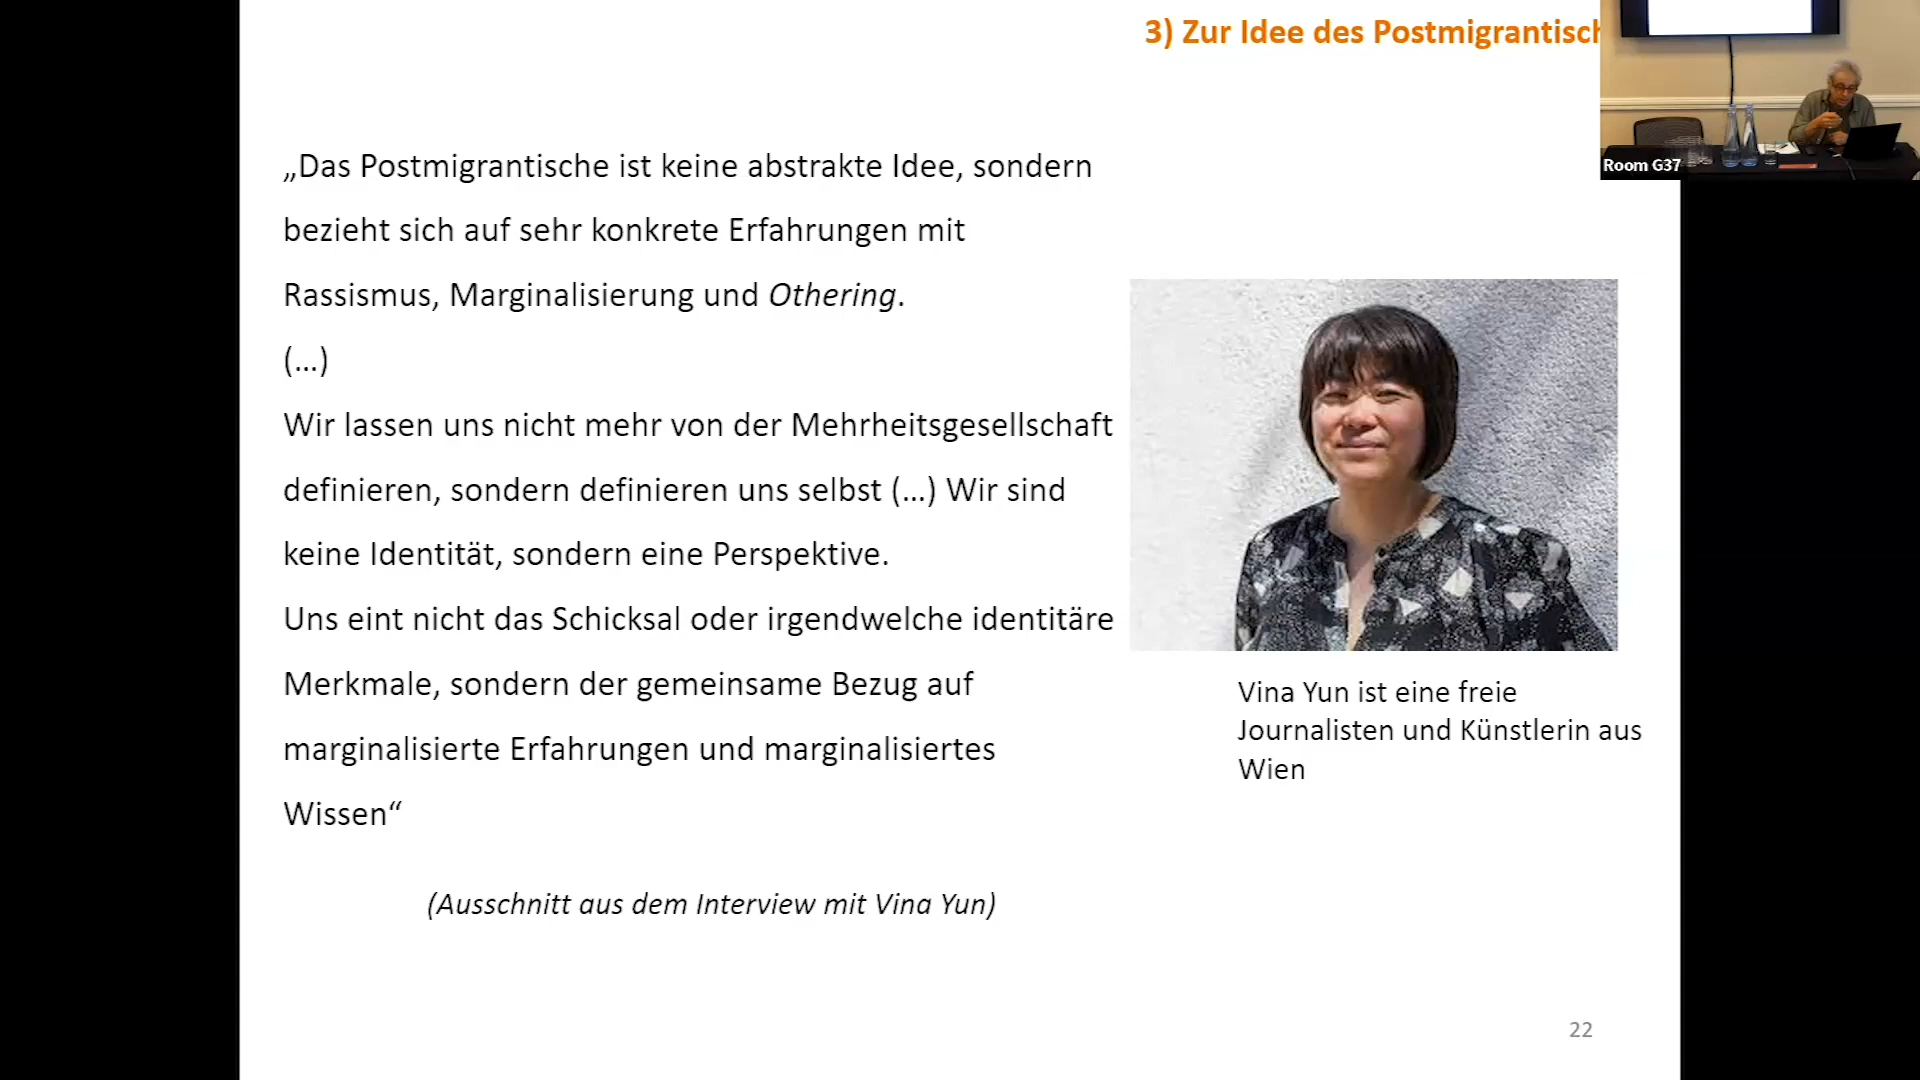 3) Zur Idee des Postmigrantisch
Room G37
„Das Postmigrantische ist keine abstrakte Idee, sondern
bezieht sich auf sehr konkrete Erfahrungen mit
Rassismus, Marginalisierung und Othering.
(…)
Wir lassen uns nicht mehr von der Mehrheitsgesellschaft
definieren, sondern definieren uns selbst (…) Wir sind
keine Identität, sondern eine Perspektive.
Uns eint nicht das Schicksal oder irgendwelche identitäre
Merkmale, sondern der gemeinsame Bezug auf
marginalisierte Erfahrungen und marginalisiertes
Wissen“
(Ausschnitt aus dem Interview mit Vina Yun)
Vina Yun ist eine freie
Journalisten und Künstlerin aus
Wien
22